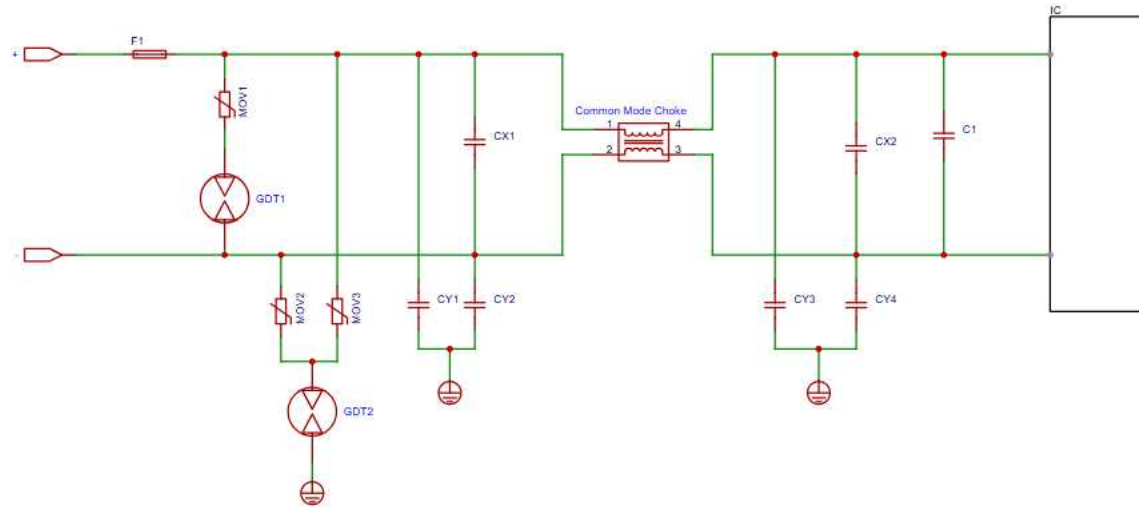 IC
+
F1
MOV1
Common Mode Choke
1
4
CX1
2
3
CX2
C1
GDT1
-
MOV2
MOV3
CY1
CY2
CY3
CY4
GDT2